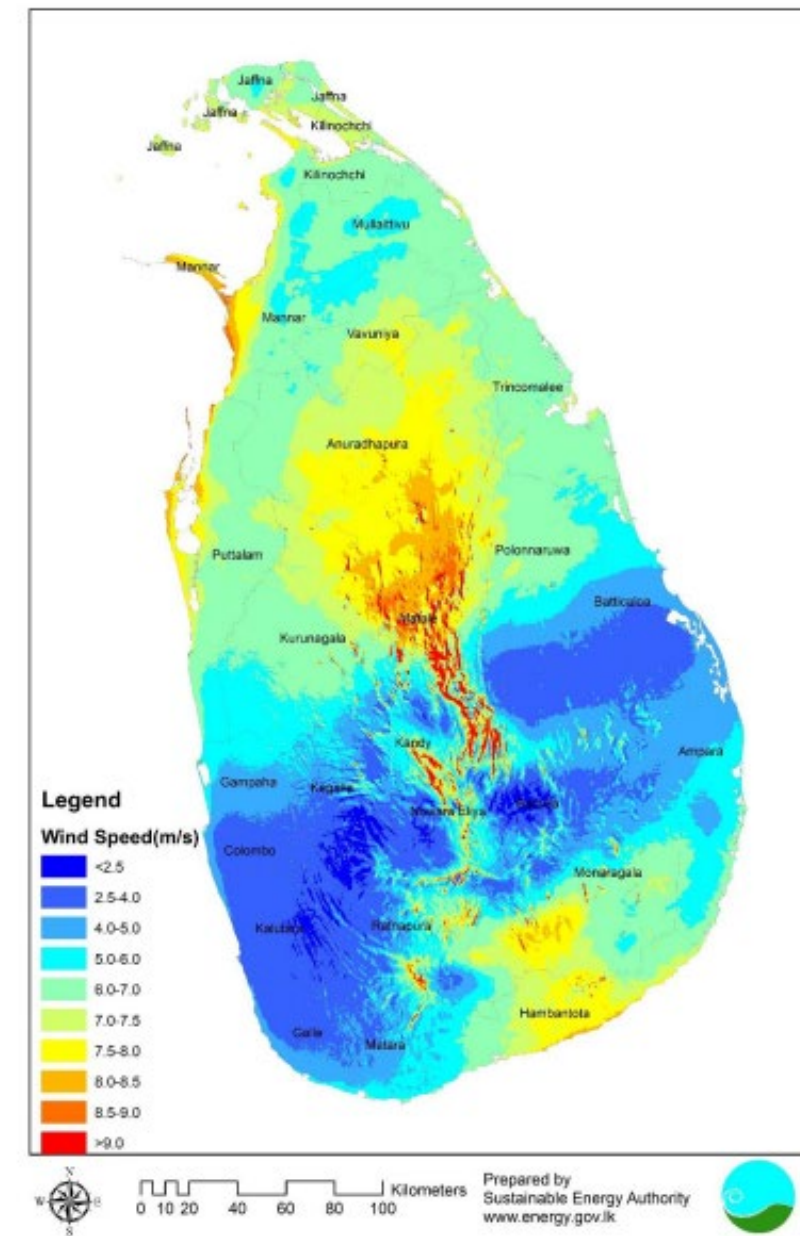 Jaffna
Jaffna
Jaffna
Kilinochchi
Jaffna
Kilinochchi
Mullaittivu
Mannar
Mannar
Vavuniya
Trincomalee
Anuradhapura
Puttalam
Polonnaruwa
Batticaloa
Matale
Kurunagala
Kandy
Ampara
Gampaha
Kegalle
Nuwara Eliya
Badulla
Colombo
Monaragala
Kalutara
Ratnapura
Hambantota
Galle
Matara
Legend
Wind Speed(m/s)
<2.5
2.5-4.0
4.0-5.0
5.0-6.0
6.0-7.0
7.0-7.5
7.5-8.0
8.0-8.5
8.5-9.0
>9.0
N
W
E
S
0 10 20 40 60 80 100
Kilometers
Prepared by
Sustainable Energy Authority
www.energy.gov.lk